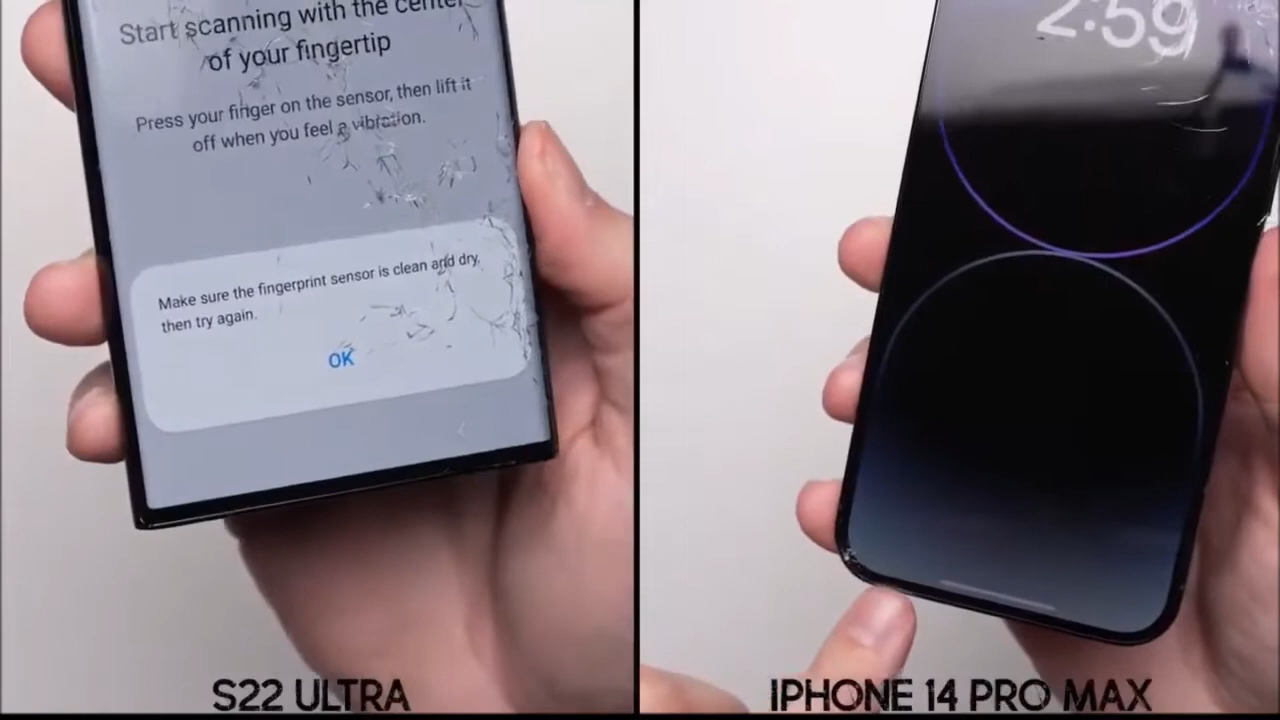 Start scanning with the center
of your fingertip
Press your finger on the sensor, then lift it
off when you feel a vibration.
Make sure the fingerprint sensor is clean and dry,
then try again.
OK
2:59
S22 ULTRA
IPHONE 14 PRO MAX